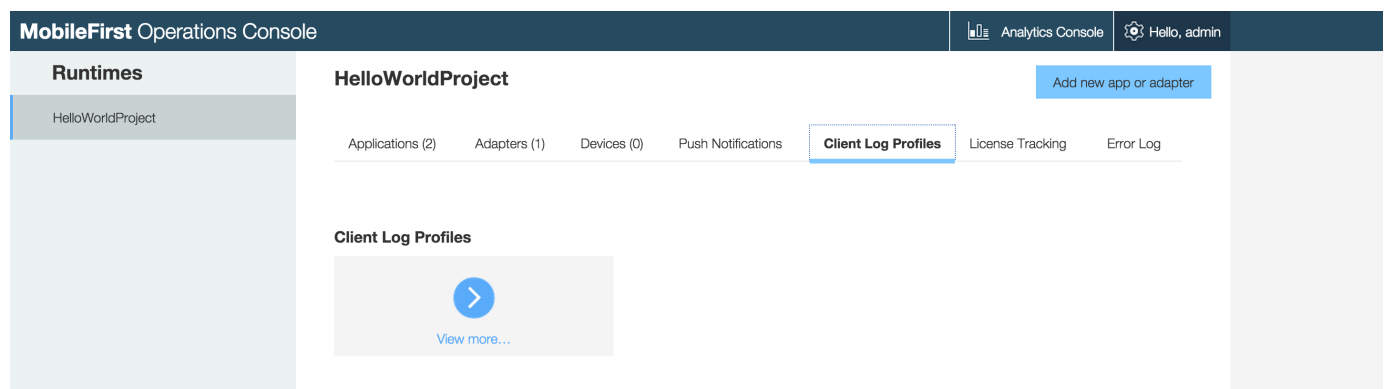 MobileFirst Operations Console
Analytics Console
Hello, admin
Runtimes
HelloWorldProject
HelloWorldProject
Add new app or adapter
Applications (2)
Adapters (1)
Devices (0)
Push Notifications
Client Log Profiles
License Tracking
Error Log
Client Log Profiles
View more...